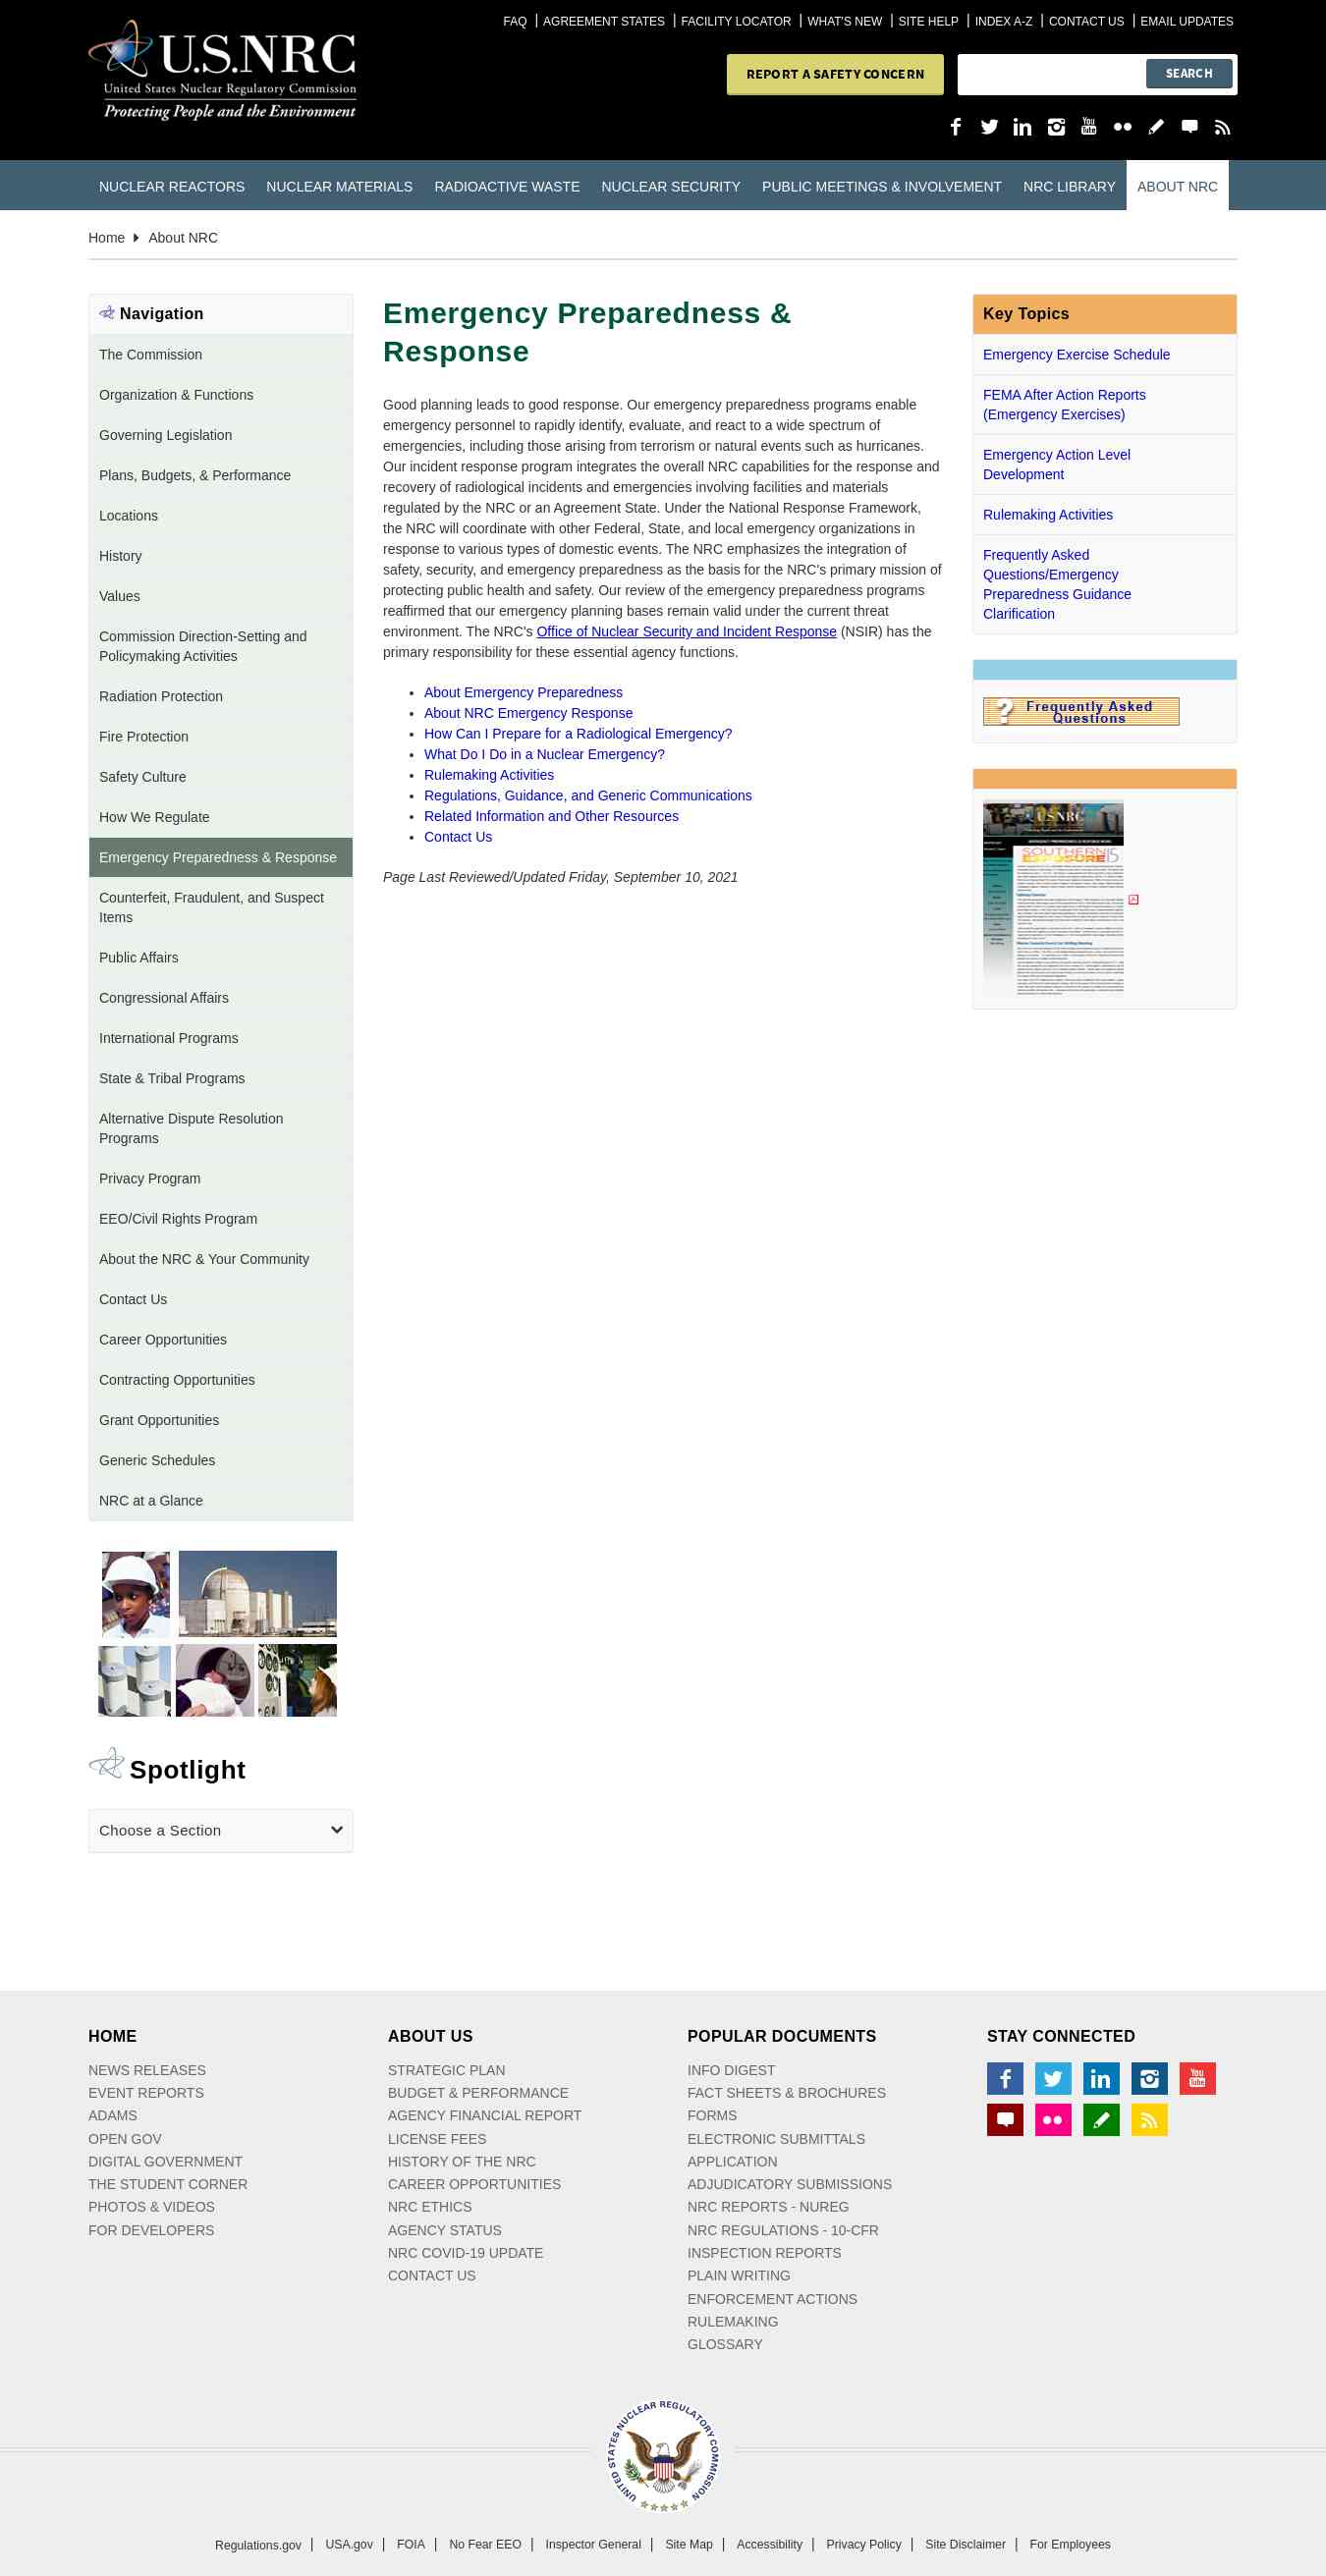 FAQ | AGREEMENT STATES | FACILITY LOCATOR | WHAT'S NEW | SITE HELP | INDEX A-Z | CONTACT US | EMAIL UPDATES
U.S.NRC
United States Nuclear Regulatory Commission
Protecting People and the Environment
REPORT A SAFETY CONCERN
SEARCH
NUCLEAR REACTORS NUCLEAR MATERIALS RADIOACTIVE WASTE NUCLEAR SECURITY PUBLIC MEETINGS & INVOLVEMENT NRC LIBRARY ABOUT NRC
Home About NRC
Navigation
The Commission
Organization & Functions
Governing Legislation
Plans, Budgets, & Performance
Locations
History
Values
Commission Direction-Setting and
Policymaking Activities
Radiation Protection
Fire Protection
Safety Culture
How We Regulate
Emergency Preparedness & Response
Counterfeit, Fraudulent, and Suspect
Items
Public Affairs
Congressional Affairs
International Programs
State & Tribal Programs
Alternative Dispute Resolution
Programs
Privacy Program
EEO/Civil Rights Program
About the NRC & Your Community
Contact Us
Career Opportunities
Contracting Opportunities
Grant Opportunities
Generic Schedules
NRC at a Glance
Spotlight
Choose a Section
Emergency Preparedness &
Response
Good planning leads to good response. Our emergency preparedness programs enable
emergency personnel to rapidly identify, evaluate, and react to a wide spectrum of
emergencies, including those arising from terrorism or natural events such as hurricanes.
Our incident response program integrates the overall NRC capabilities for the response and
recovery of radiological incidents and emergencies involving facilities and materials
regulated by the NRC or an Agreement State. Under the National Response Framework,
the NRC will coordinate with other Federal, State, and local emergency organizations in
response to various types of domestic events. The NRC emphasizes the integration of
safety, security, and emergency preparedness as the basis for the NRC's primary mission of
protecting public health and safety. Our review of the emergency preparedness programs
reaffirmed that our emergency planning bases remain valid under the current threat
environment. The NRC's Office of Nuclear Security and Incident Response (NSIR) has the
primary responsibility for these essential agency functions.
• About Emergency Preparedness
• About NRC Emergency Response
• How Can I Prepare for a Radiological Emergency?
• What Do I Do in a Nuclear Emergency?
• Rulemaking Activities
• Regulations, Guidance, and Generic Communications
• Related Information and Other Resources
• Contact Us
Page Last Reviewed/Updated Friday, September 10, 2021
Key Topics
Emergency Exercise Schedule
FEMA After Action Reports
(Emergency Exercises)
Emergency Action Level
Development
Rulemaking Activities
Frequently Asked
Questions/Emergency
Preparedness Guidance
Clarification
? Frequently Asked
Questions
U.S.NRC
SOUTHERN
EXPOSURE 15
HOME
NEWS RELEASES
EVENT REPORTS
ADAMS
OPEN GOV
DIGITAL GOVERNMENT
THE STUDENT CORNER
PHOTOS & VIDEOS
FOR DEVELOPERS
ABOUT US
STRATEGIC PLAN
BUDGET & PERFORMANCE
AGENCY FINANCIAL REPORT
LICENSE FEES
HISTORY OF THE NRC
CAREER OPPORTUNITIES
NRC ETHICS
AGENCY STATUS
NRC COVID-19 UPDATE
CONTACT US
POPULAR DOCUMENTS
INFO DIGEST
FACT SHEETS & BROCHURES
FORMS
ELECTRONIC SUBMITTALS
APPLICATION
ADJUDICATORY SUBMISSIONS
NRC REPORTS - NUREG
NRC REGULATIONS - 10-CFR
INSPECTION REPORTS
PLAIN WRITING
ENFORCEMENT ACTIONS
RULEMAKING
GLOSSARY
STAY CONNECTED
UNITED STATES NUCLEAR REGULATORY COMMISSION
Regulations.gov | USA.gov | FOIA | No Fear EEO | Inspector General | Site Map | Accessibility | Privacy Policy | Site Disclaimer | For Employees